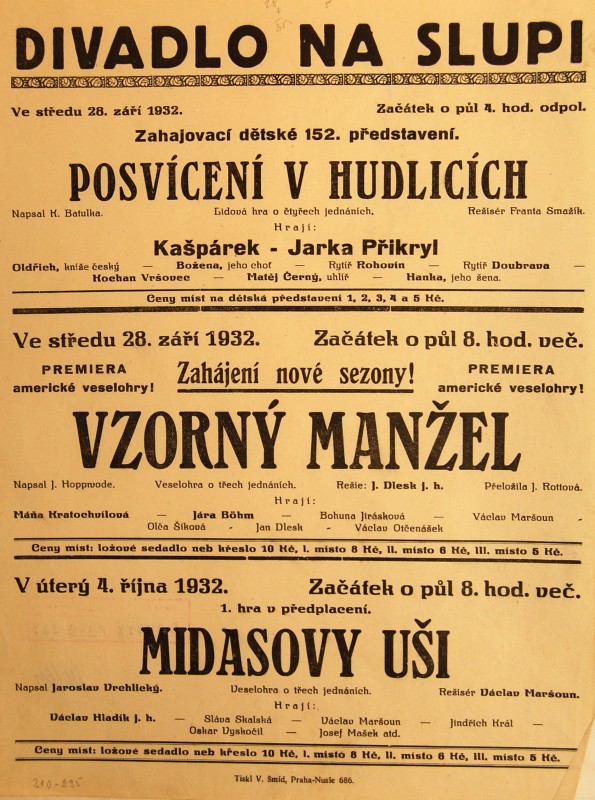 DIVADLO NA SLUPI
Ve středu 28. září 1932. Začátek o půl 4. hod. odpol.
Zahajovací dětské 152. představení.
POSVÍCENÍ V HUDLICÍCH
Napsal K. Batulka. Lidová hra o čtyřech jednáních. Režisér Franta Smažík.
Hrají:
Kašpárek - Jarka Přikryl
Oldřich, kníže český — Božena, jeho choť — Rytíř Rohovín — Rytíř Doubrava —
Kochan Vršovec — Matěj Černý, uhlíř — Hanka, jeho žena.
Ceny míst na dětská představení 1, 2, 3, 4 a 5 Kč.
Ve středu 28. září 1932. Začátek o půl 8. hod. več.
PREMIERA Zahájení nové sezony! PREMIERA
americké veselohry! americké veselohry!
VZORNÝ MANŽEL
Napsal J. Hoppwode. Veselohra o třech jednáních. Režie: J. Dlesk j. h. Přeložila J. Rottová.
Hrají:
Máňa Kratochvílová — Jára Böhm — Bohuna Jirásková — Václav Maršoun -
Olča Šíková - Jan Dlesk - Václav Otčenášek
Ceny míst: ložové sedadlo neb křeslo 10 Kč, I. místo 8 Kč, II. místo 6 Kč, III. místo 5 Kč.
V úterý 4. října 1932. Začátek o půl 8. hod. več.
1. hra v předplacení.
MIDASOVY UŠI
Napsal Jaroslav Vrchlický. Veselohra o třech jednáních. Režisér Václav Maršoun.
Hrají:
Václav Hladík j. h. — Sláva Skalská — Václav Maršoun — Jindřich Král —
Oskar Vyskočil — Josef Mašek atd.
Ceny míst: ložové sedadlo neb křeslo 10 Kč, I. místo 8 Kč, II. místo 6 Kč, III. místo 5 Kč.
Tiskl V. Šmíd, Praha-Nusle 686.